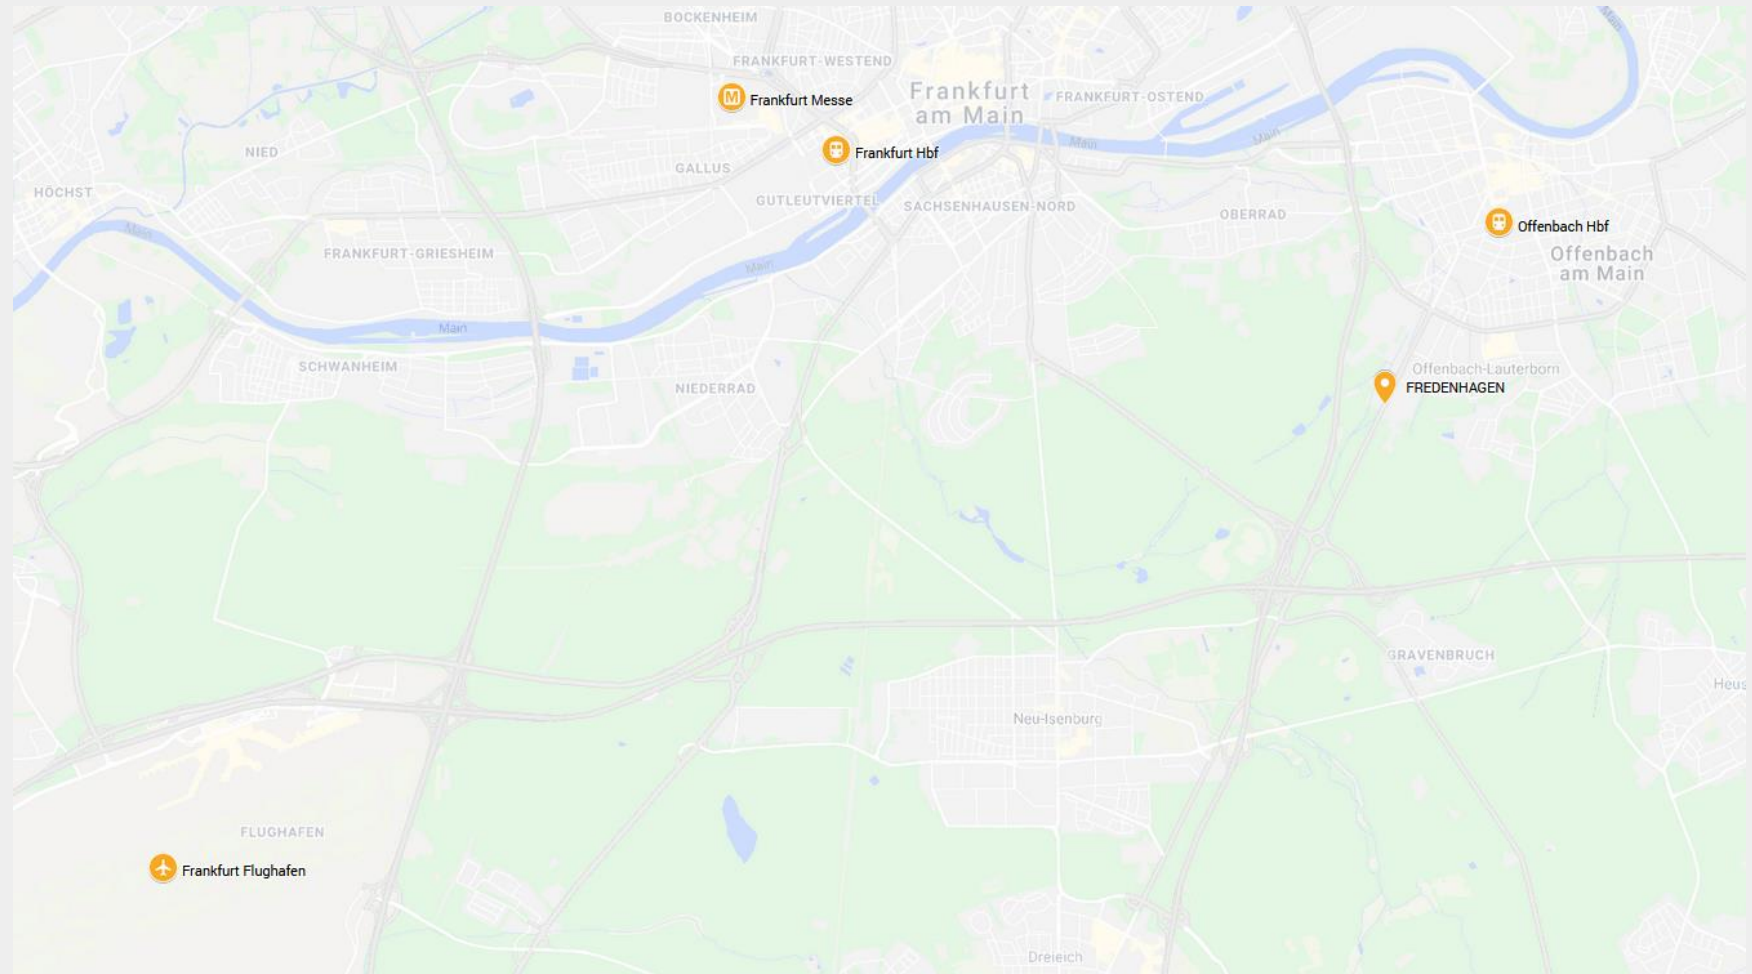 BOCKENHEIM
FRANKFURT-WESTEND
Frankfurt
am Main
FRANKFURT-OSTEND
Frankfurt Messe
Frankfurt Hbf
NIED
GALLUS
HÖCHST
GUTLEUTVIERTEL
SACHSENHAUSEN-NORD
OBERRAD
Offenbach Hbf
Offenbach
am Main
FRANKFURT-GRIESHEIM
Main
Main
Main
Main
Main
Main
SCHWANHEIM
NIEDERRAD
Offenbach-Lauterborn
FREDENHAGEN
GRAVENBRUCH
Heus
Neu-Isenburg
FLUGHAFEN
Frankfurt Flughafen
Dreieich